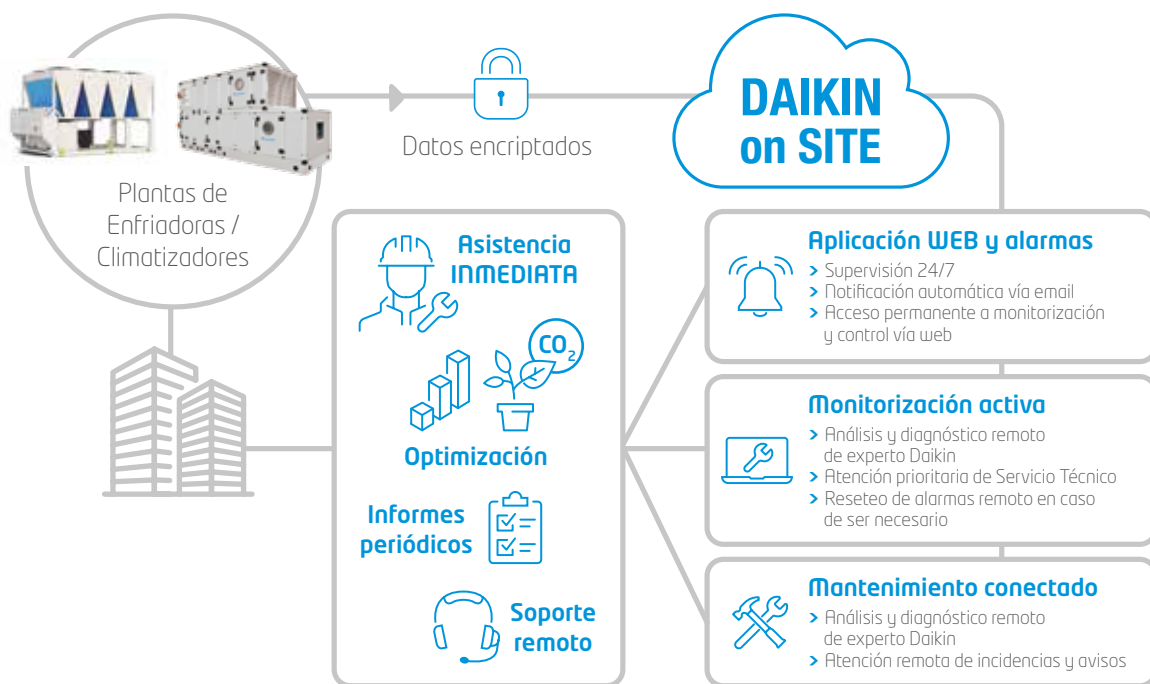 Plantas de
Enfriadoras /
Climatizadores
Datos encriptados
DAIKIN
on SITE
Asistencia
INMEDIATA
CO2
Optimización
Informes
periódicos
Soporte
remoto
Aplicación WEB y alarmas
> Supervisión 24/7
> Notificación automática vía email
> Acceso permanente a monitorización
y control vía web
Monitorización activa
> Análisis y diagnóstico remoto
de experto Daikin
> Atención prioritaria de Servicio Técnico
> Reseteo de alarmas remoto en caso
de ser necesario
Mantenimiento conectado
> Análisis y diagnóstico remoto
de experto Daikin
> Atención remota de incidencias y avisos